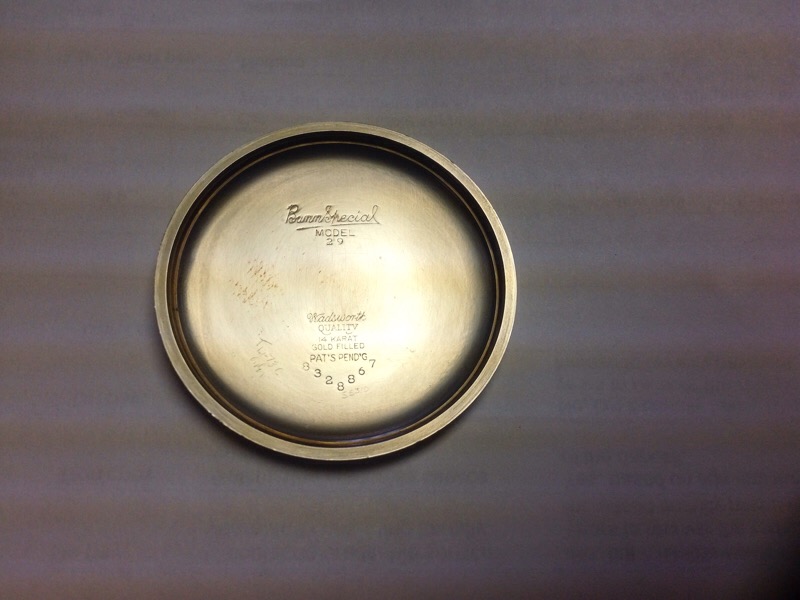 Bunn Special
MODEL
29
Wadsworth
QUALITY
14 KARAT
GOLD FILLED
PAT'S PEND'G
8328867